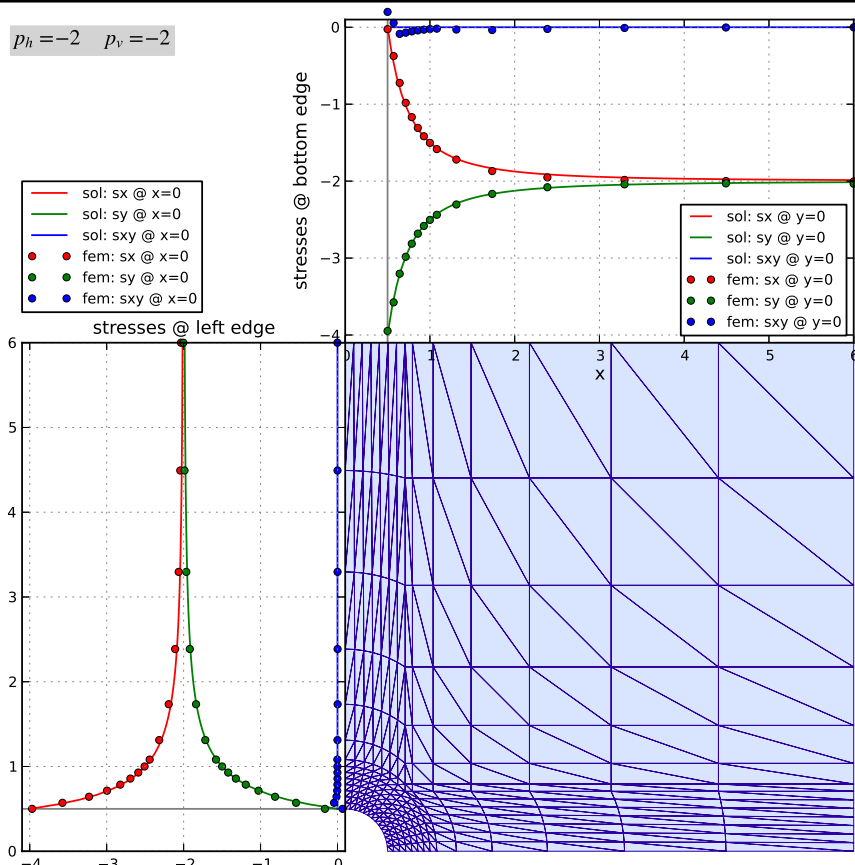 p_h = −2 p_v = −2
stresses @ bottom edge
0
−1
−2
−3
−4
sol: sx @ y=0
sol: sy @ y=0
sol: sxy @ y=0
fem: sx @ y=0
fem: sy @ y=0
fem: sxy @ y=0
0 1 2 3 4 5 6
x
sol: sx @ x=0
sol: sy @ x=0
sol: sxy @ x=0
fem: sx @ x=0
fem: sy @ x=0
fem: sxy @ x=0
stresses @ left edge
6
5
4
3
2
1
0
−4 −3 −2 −1 0